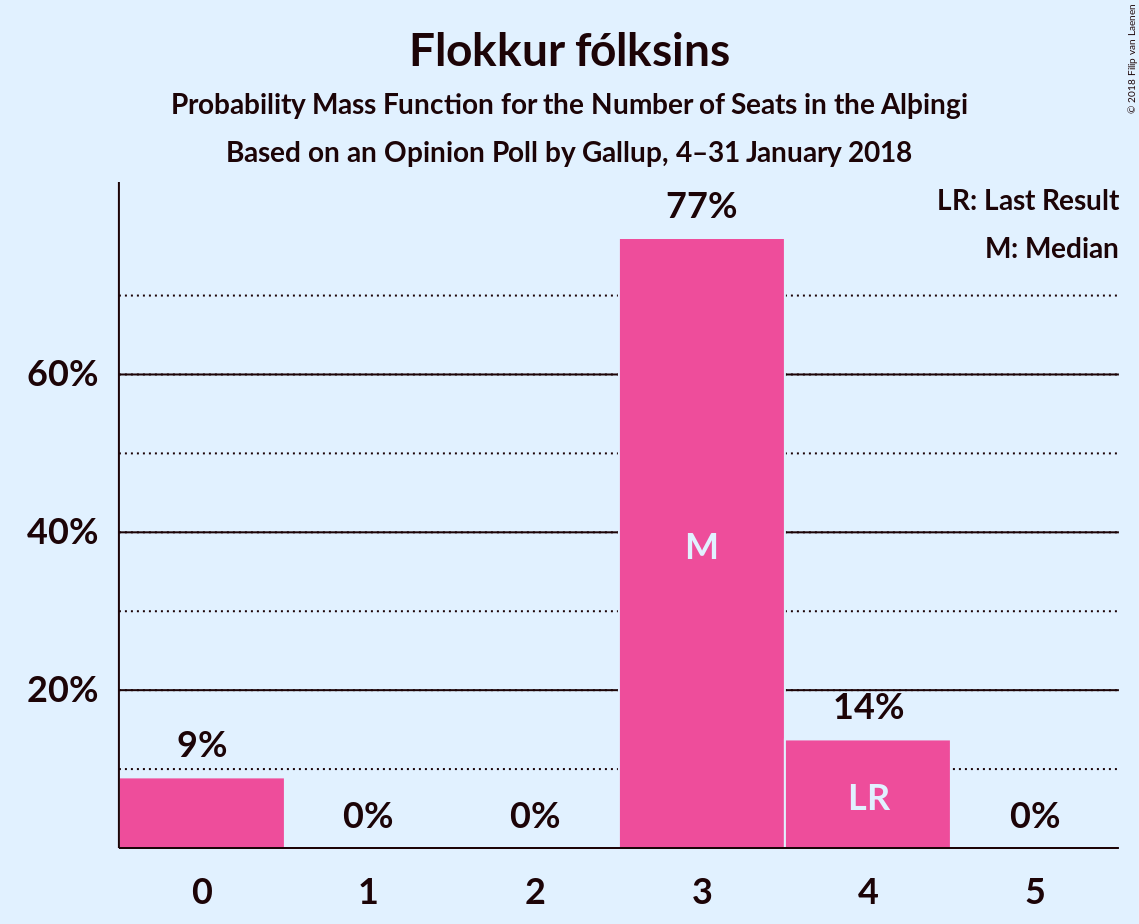 Flokkur fólksins
Probability Mass Function for the Number of Seats in the Alþingi
Based on an Opinion Poll by Gallup, 4–31 January 2018
© 2018 Filip van Laenen
LR: Last Result
M: Median
77%
60%
40%
20%
M
14%
9%
LR
0%
0%
0%
0
1
2
3
4
5